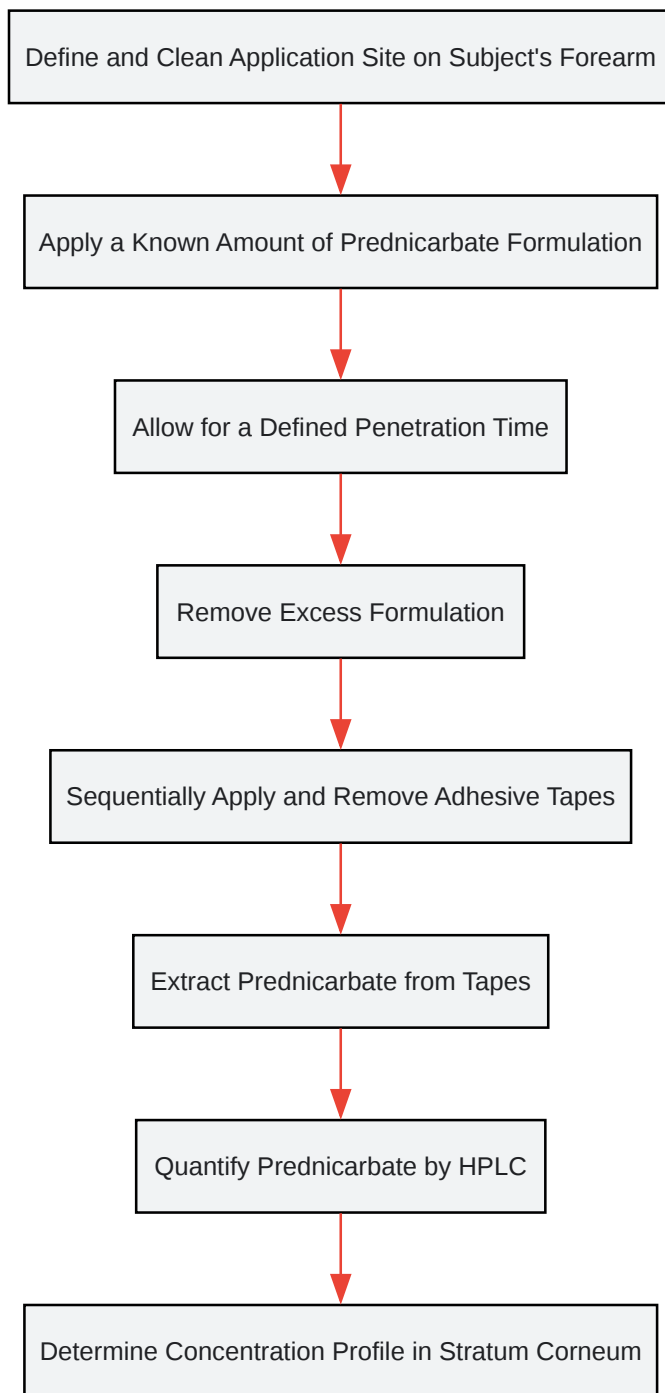 Define and Clean Application Site on Subject's Forearm
Apply a Known Amount of Prednicarbate Formulation
Allow for a Defined Penetration Time
Remove Excess Formulation
Sequentially Apply and Remove Adhesive Tapes
Extract Prednicarbate from Tapes
Quantify Prednicarbate by HPLC
Determine Concentration Profile in Stratum Corneum